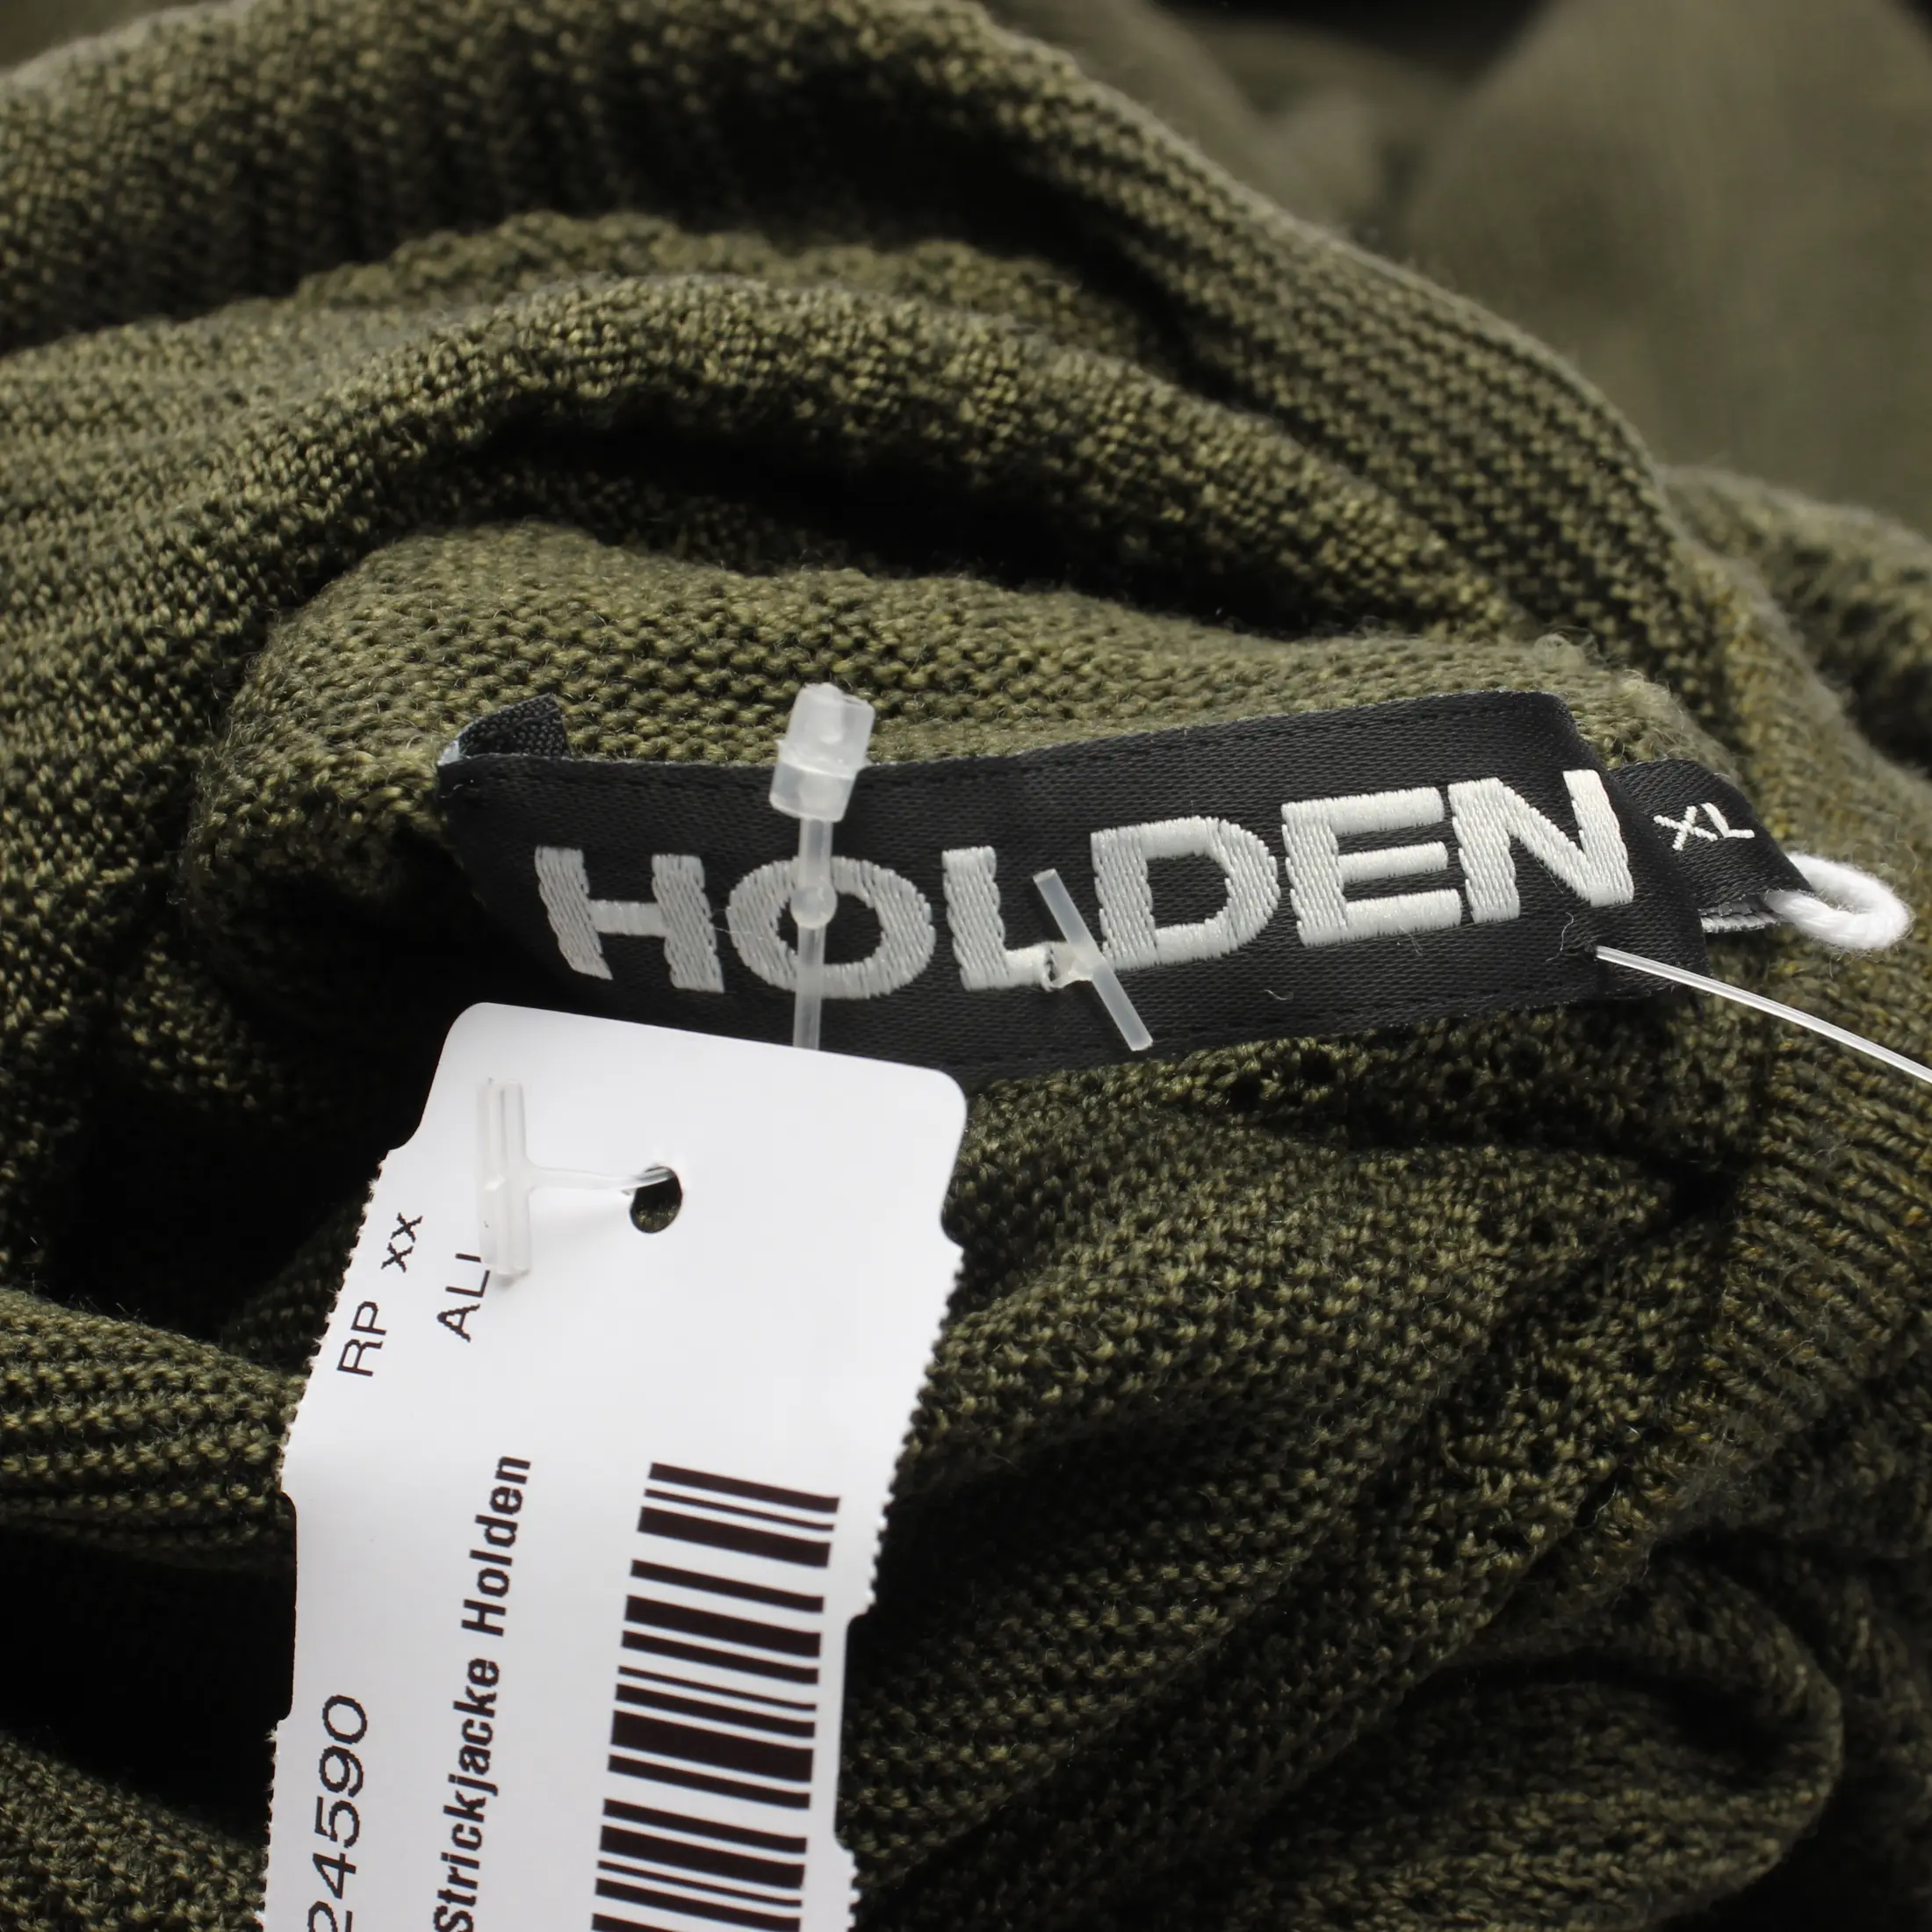 HOLDEN
XL
RP xx
ALL
24590
Strickjacke Holden